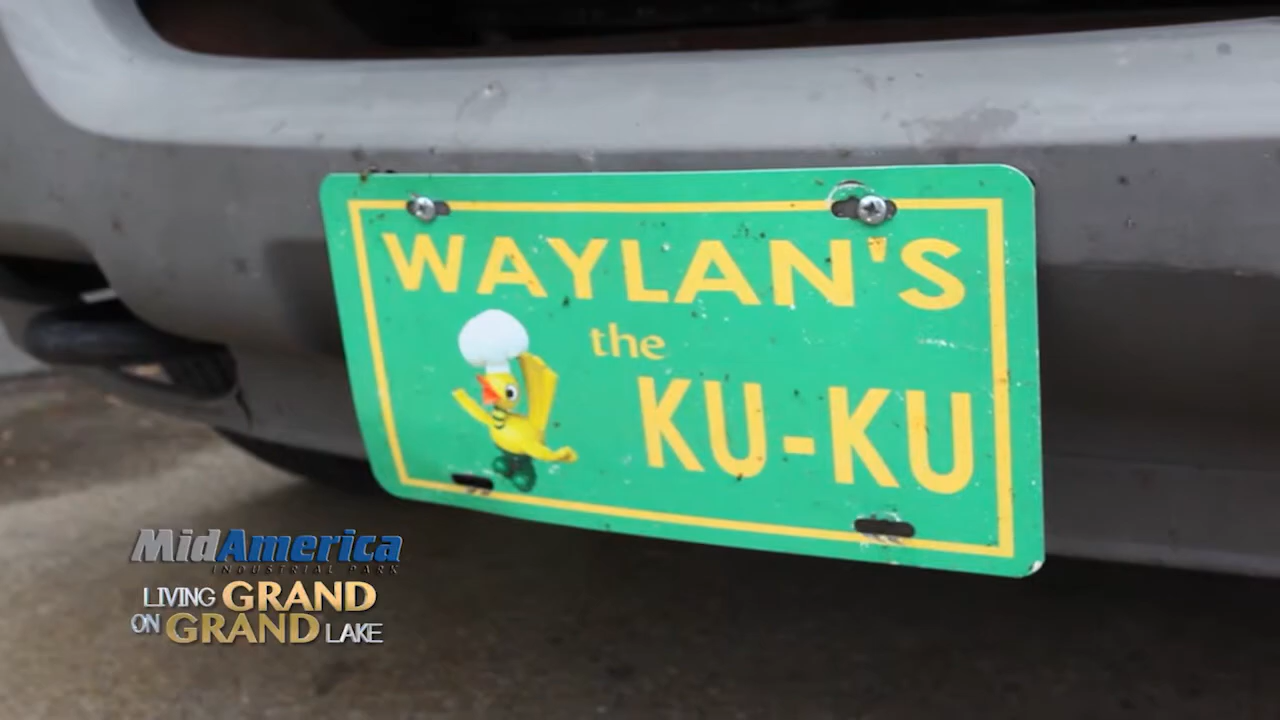 WAYLAN'S
the
KU-KU
MidAmerica
INDUSTRIAL PARK
LIVING GRAND
ON GRAND LAKE